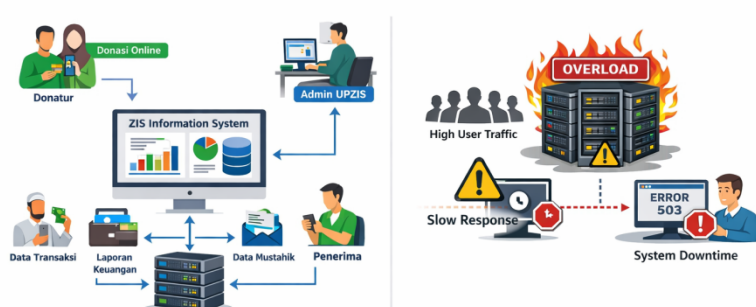 Donasi Online
Donatur
Admin UPZIS
ZIS Information System
Data Transaksi
Laporan
Keuangan
Data Mustahik
Penerima
OVERLOAD
High User Traffic
Slow Response
ERROR
503
System Downtime